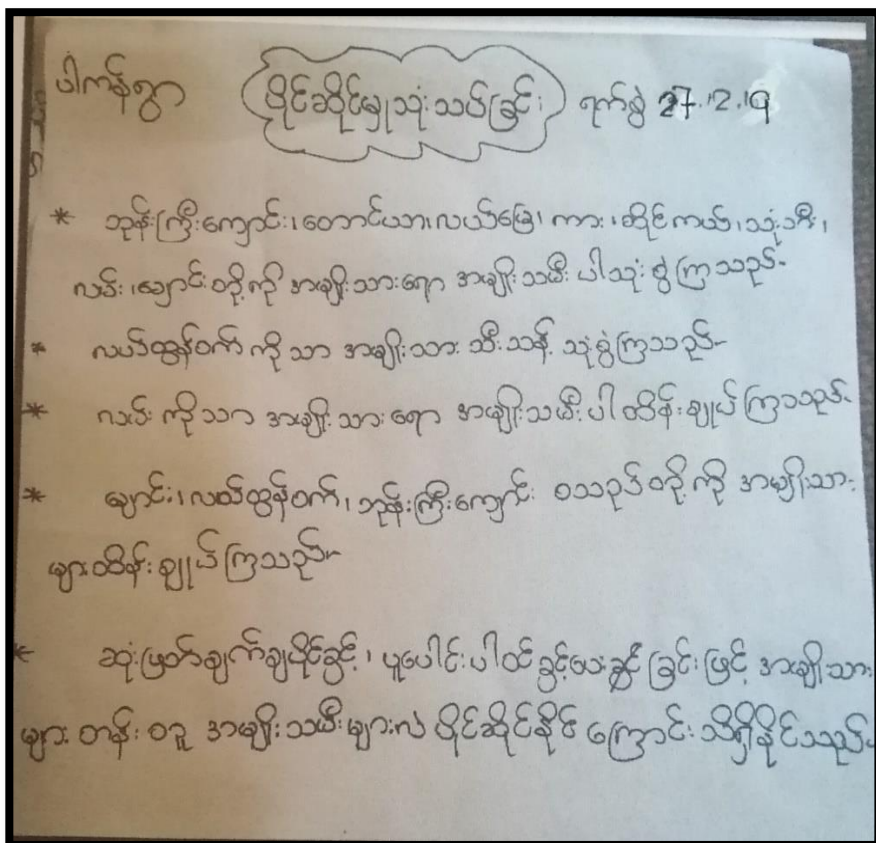 ပါကန်ရွာ ပိုင်ဆိုင်မှုသုံးသပ်ခြင်း ရက်စွဲ 27.12.19
* ဘုန်းကြီးကျောင်း၊တောင်ယာ၊လယ်မြေ၊ ကား၊ ဆိုင်ကယ်၊သုံးဘီး၊
လမ်း ၊ချောင်း တို့ကို အမျိုးသားရော အမျိုးသမီး ပါသုံးစွဲကြသည်။
* လယ်ထွန်စက် ကိုသာ အမျိုးသား သီးသန့် သုံးစွဲကြသည်။
* လမ်း ကိုသာ အမျိုးသားရော အမျိုးသမီးပါ ထိန်းချုပ်ကြသည်။
* ချောင်း၊လယ်ထွန်စက်၊ ဘုန်းကြီးကျောင်း စသည်တို့ကို အမျိုးသား
များထိန်းချုပ်ကြသည်။
* ဆုံးဖြတ်ချက်ချပိုင်ခွင့်၊ ပူပေါင်းပါဝင်ခွင့်ပေးခွင့် ခြင်းဖြင့် အမျိုးသား
များ တန်းတူ အမျိုးသမီးများလဲ ပိုင်ဆိုင်နိုင် ကြောင်း သိရှိနိုင်သည်။